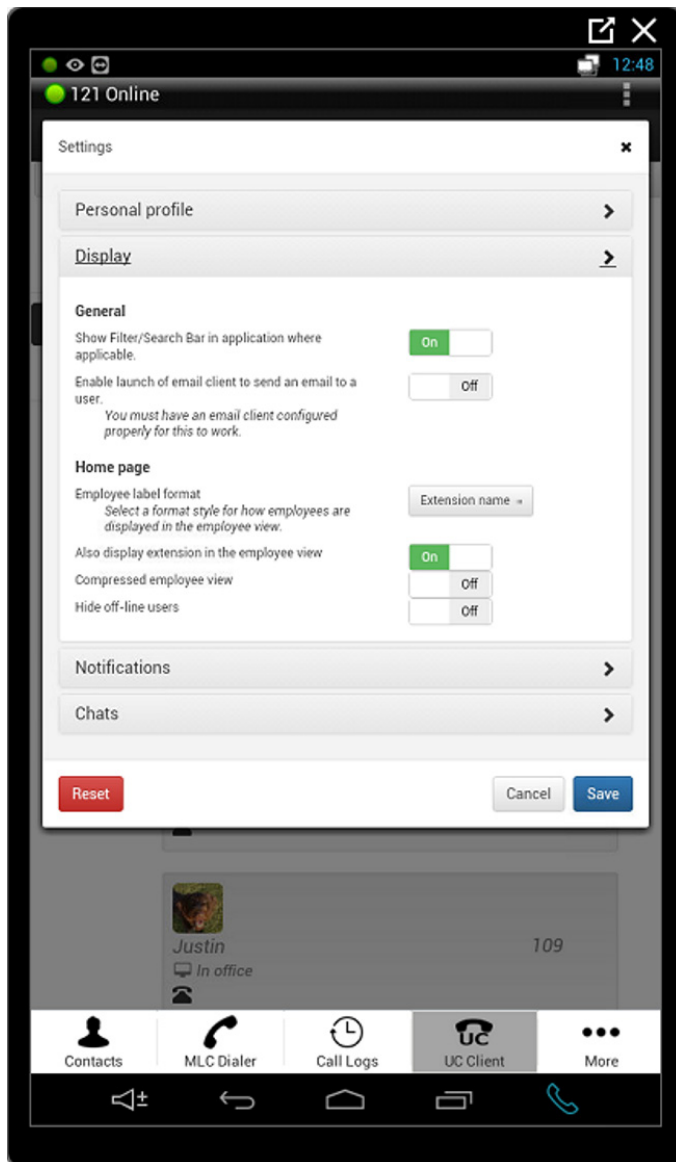 12:48
121 Online
Settings
Personal profile
Display
General
Show Filter/Search Bar in application where
applicable.
On
Enable launch of email client to send an email to a
user.
Off
You must have an email client configured
properly for this to work.
Home page
Employee label format
Extension name
Select a format style for how employees are
displayed in the employee view.
Also display extension in the employee view
On
Compressed employee view
Off
Hide off-line users
Off
Notifications
Chats
Reset
Cancel
Save
Justin
109
In office
UC
Contacts
MLC Dialer
Call Logs
UC Client
More